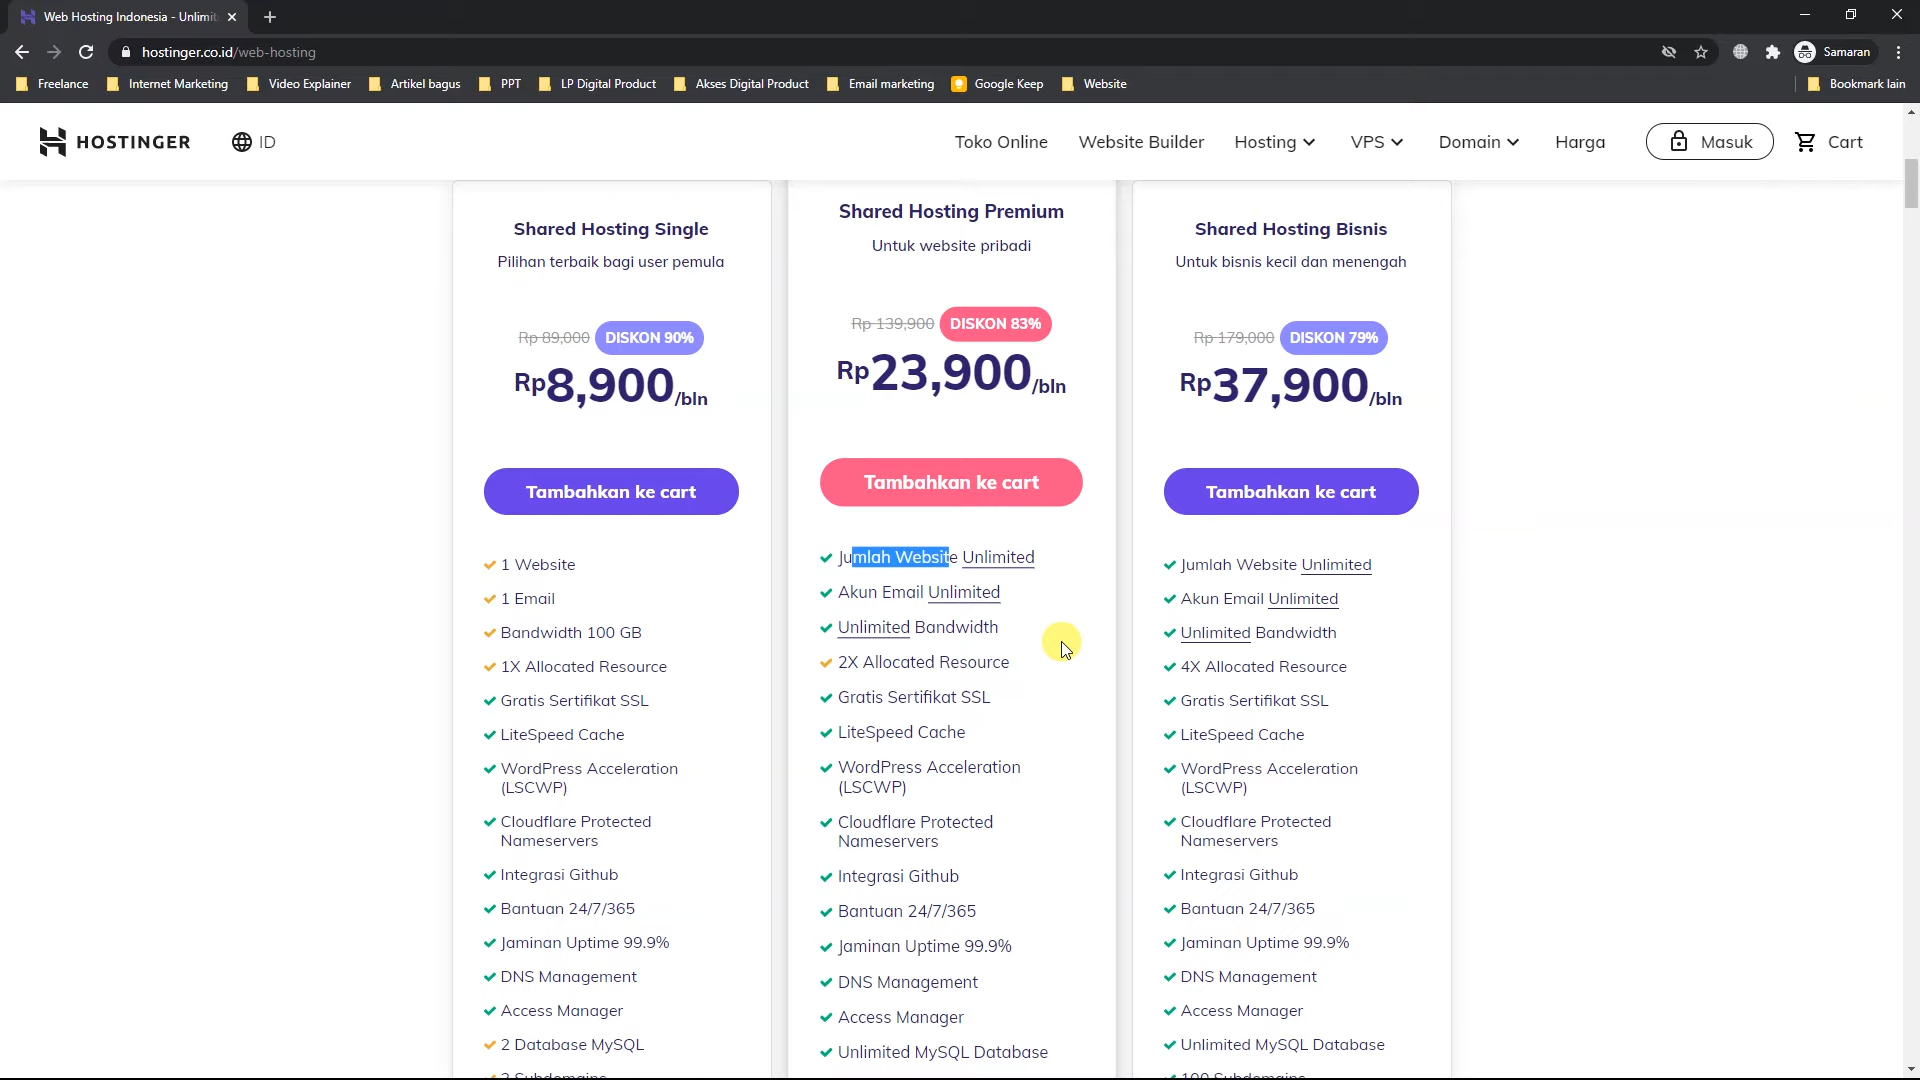 Web Hosting Indonesia - Unlimit
hostinger.co.id/web-hosting
Samaran
Freelance
Internet Marketing
Video Explainer
Artikel bagus
PPT
LP Digital Product
Akses Digital Product
Email marketing
Google Keep
Website
Bookmark lain
HOSTINGER
ID
Toko Online
Website Builder
Hosting
VPS
Domain
Harga
Masuk
Cart
Shared Hosting Single
Pilihan terbaik bagi user pemula
Rp 89,000 DISKON 90%
Rp8,900/bln
Tambahkan ke cart
1 Website
1 Email
Bandwidth 100 GB
1X Allocated Resource
Gratis Sertifikat SSL
LiteSpeed Cache
WordPress Acceleration
(LSCWP)
Cloudflare Protected
Nameservers
Integrasi Github
Bantuan 24/7/365
Jaminan Uptime 99.9%
DNS Management
Access Manager
2 Database MySQL
Shared Hosting Premium
Untuk website pribadi
Rp 139,900 DISKON 83%
Rp23,900/bln
Tambahkan ke cart
Jumlah Website Unlimited
Akun Email Unlimited
Unlimited Bandwidth
2X Allocated Resource
Gratis Sertifikat SSL
LiteSpeed Cache
WordPress Acceleration
(LSCWP)
Cloudflare Protected
Nameservers
Integrasi Github
Bantuan 24/7/365
Jaminan Uptime 99.9%
DNS Management
Access Manager
Unlimited MySQL Database
Shared Hosting Bisnis
Untuk bisnis kecil dan menengah
Rp 179,000 DISKON 79%
Rp37,900/bln
Tambahkan ke cart
Jumlah Website Unlimited
Akun Email Unlimited
Unlimited Bandwidth
4X Allocated Resource
Gratis Sertifikat SSL
LiteSpeed Cache
WordPress Acceleration
(LSCWP)
Cloudflare Protected
Nameservers
Integrasi Github
Bantuan 24/7/365
Jaminan Uptime 99.9%
DNS Management
Access Manager
Unlimited MySQL Database
100 Subdomains